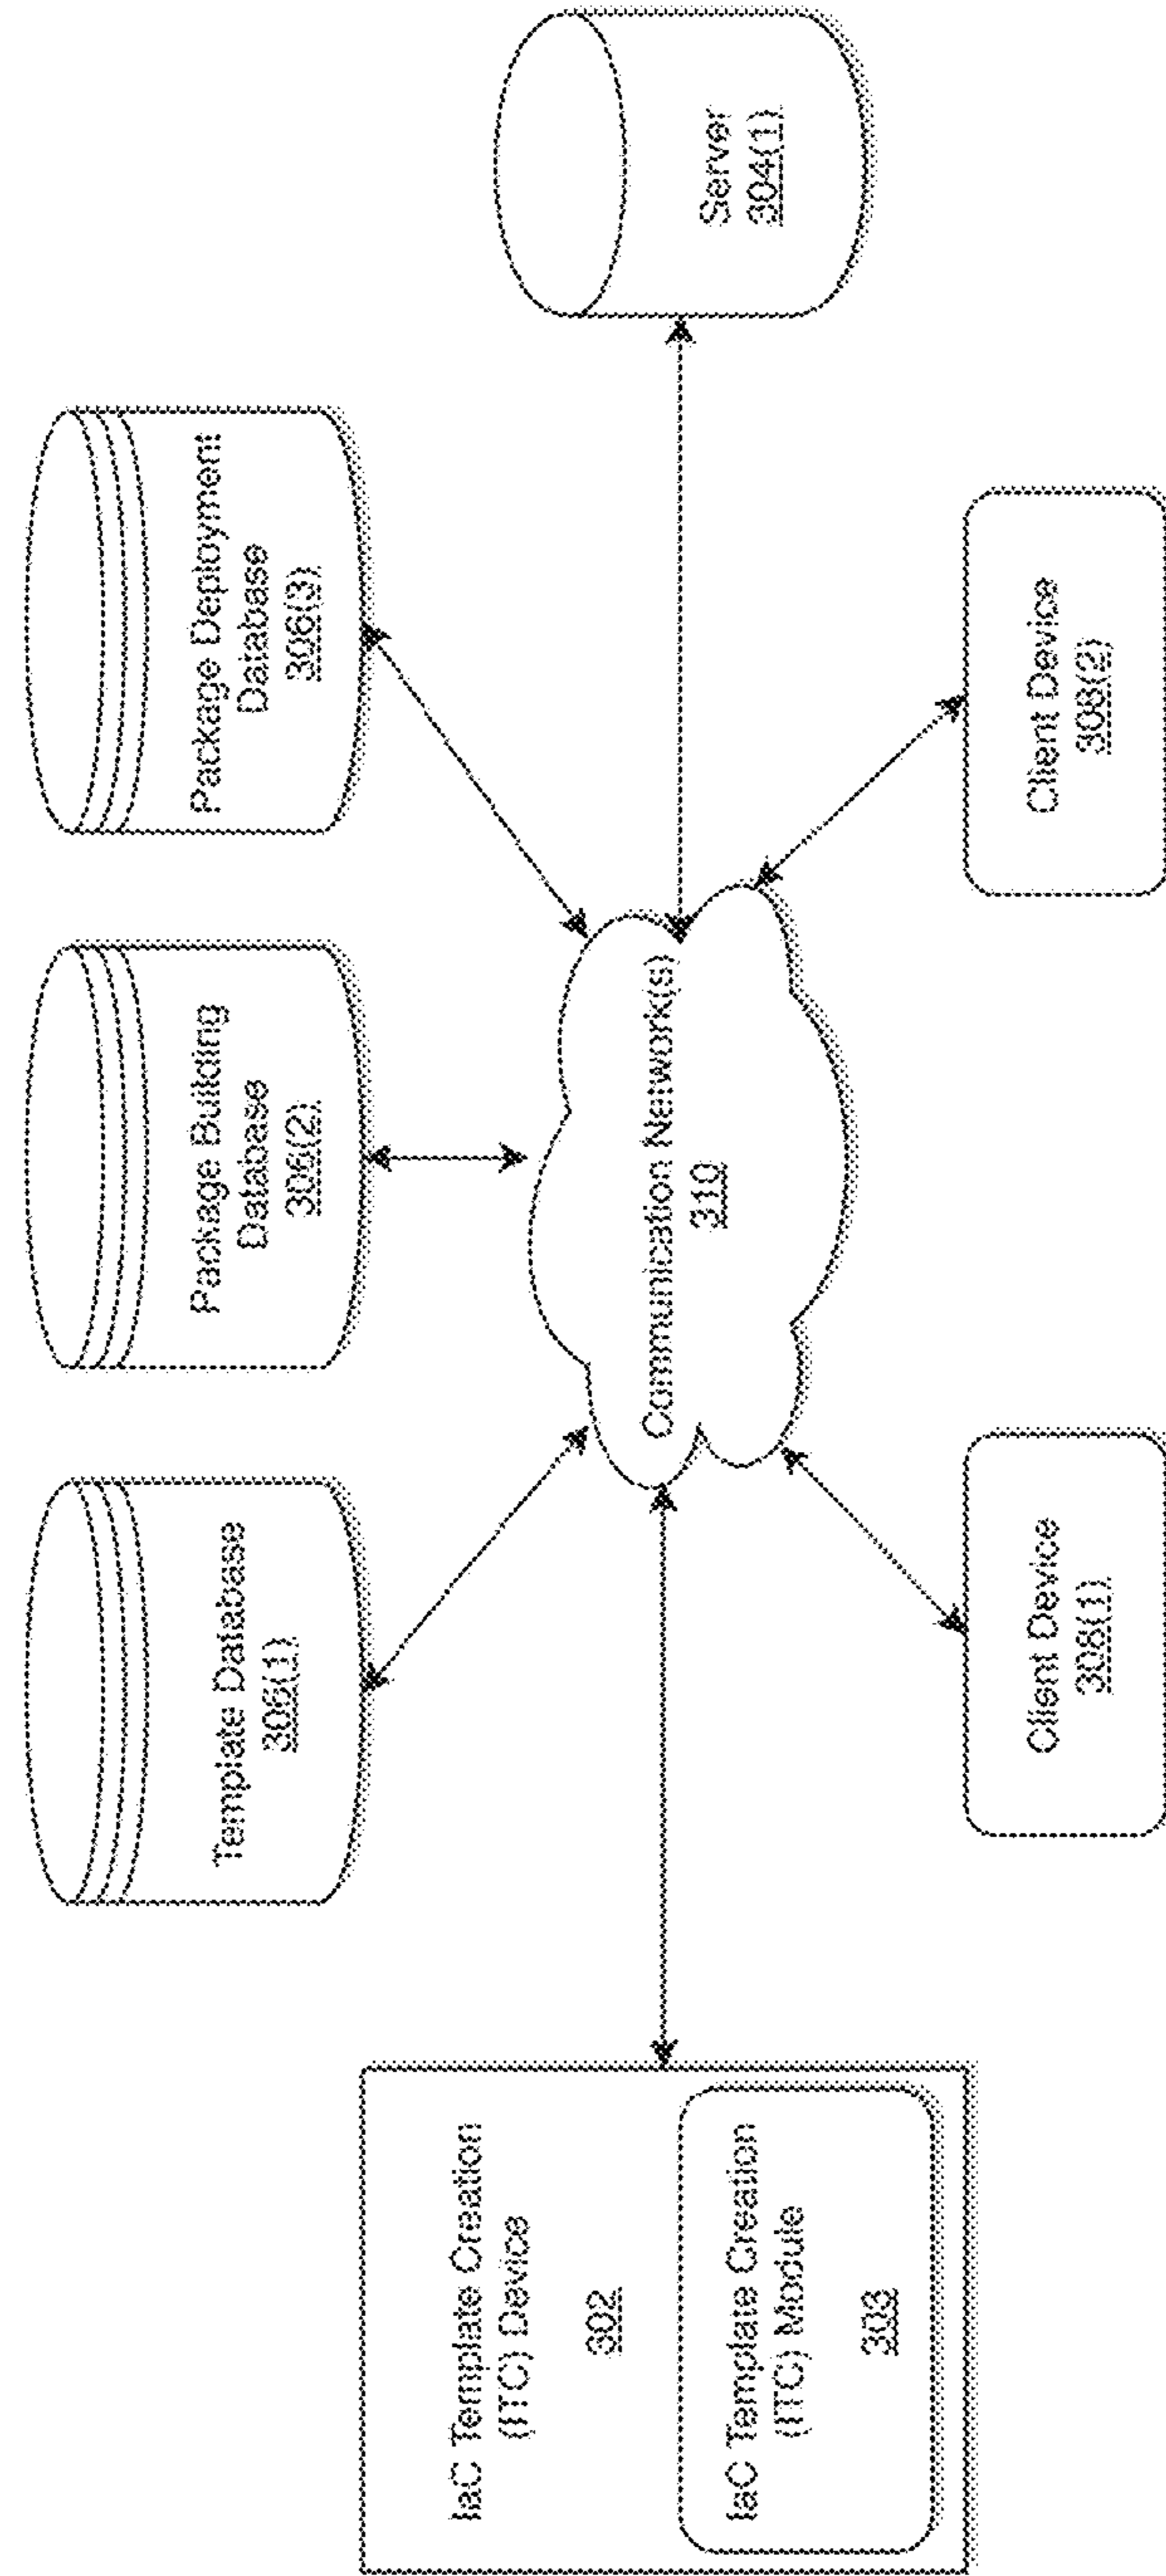 Template Database
306(1)
Package Building
Database
306(2)
Package Deployment
Database
306(3)
IaC Template Creation
(ITC) Device
302
IaC Template Creation
(ITC) Module
303
Communication Network(s)
310
Server
304(1)
Client Device
308(1)
Client Device
308(2)